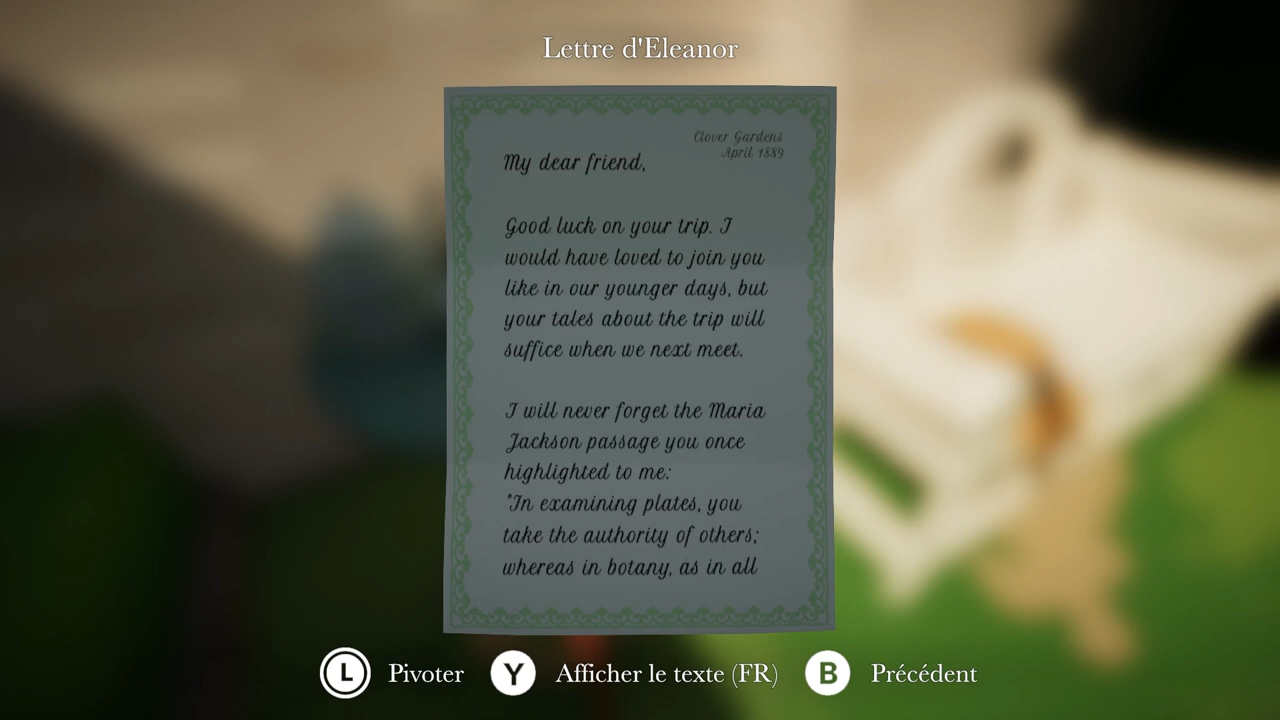 Lettre d'Eleanor
Clover Gardens
April 1889
My dear friend,
Good luck on your trip. I
would have loved to join you
like in our younger days, but
your tales about the trip will
suffice when we next meet.
I will never forget the Maria
Jackson passage you once
highlighted to me:
"In examining plates, you
take the authority of others;
whereas in botany, as in all
L Pivoter Y Afficher le texte (FR) B Précédent